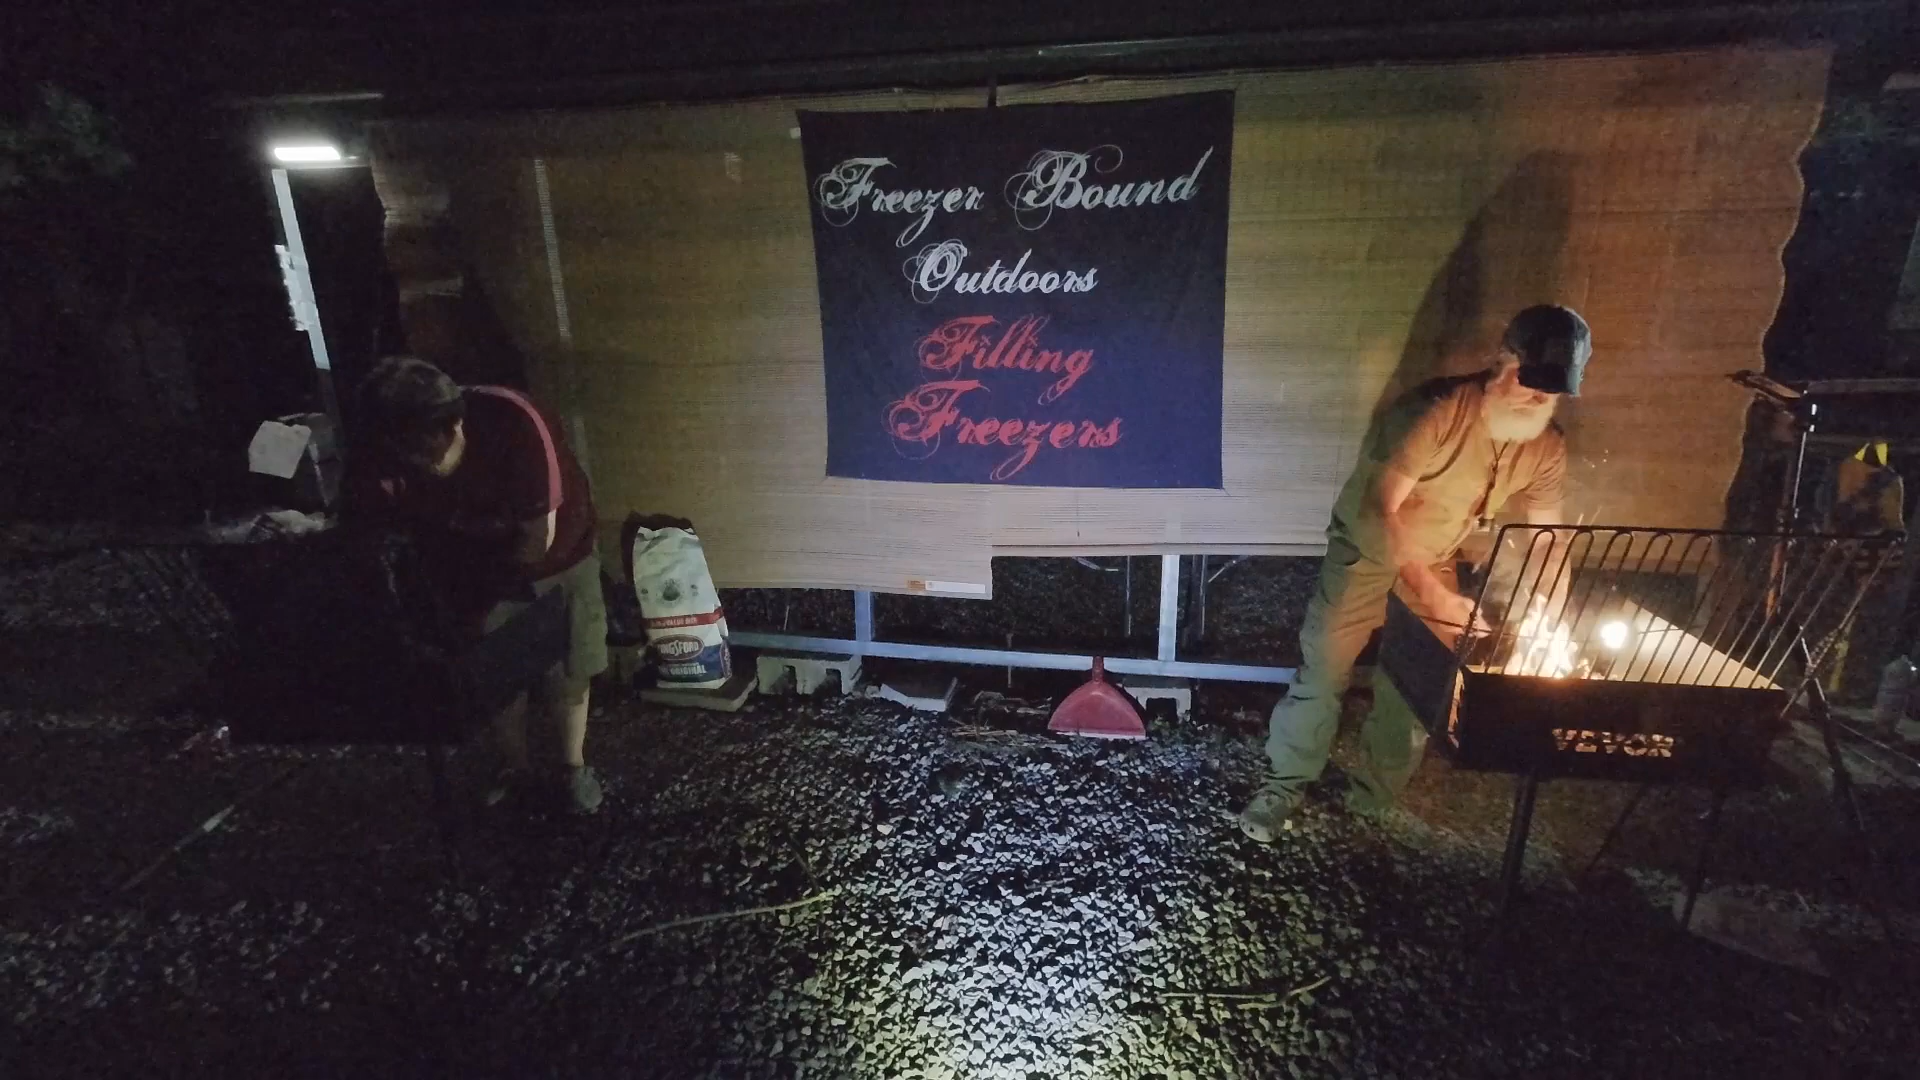 Freezer Bound
Outdoors
Filling
Freezers
KINGSFORD
ORIGINAL
VEVOR